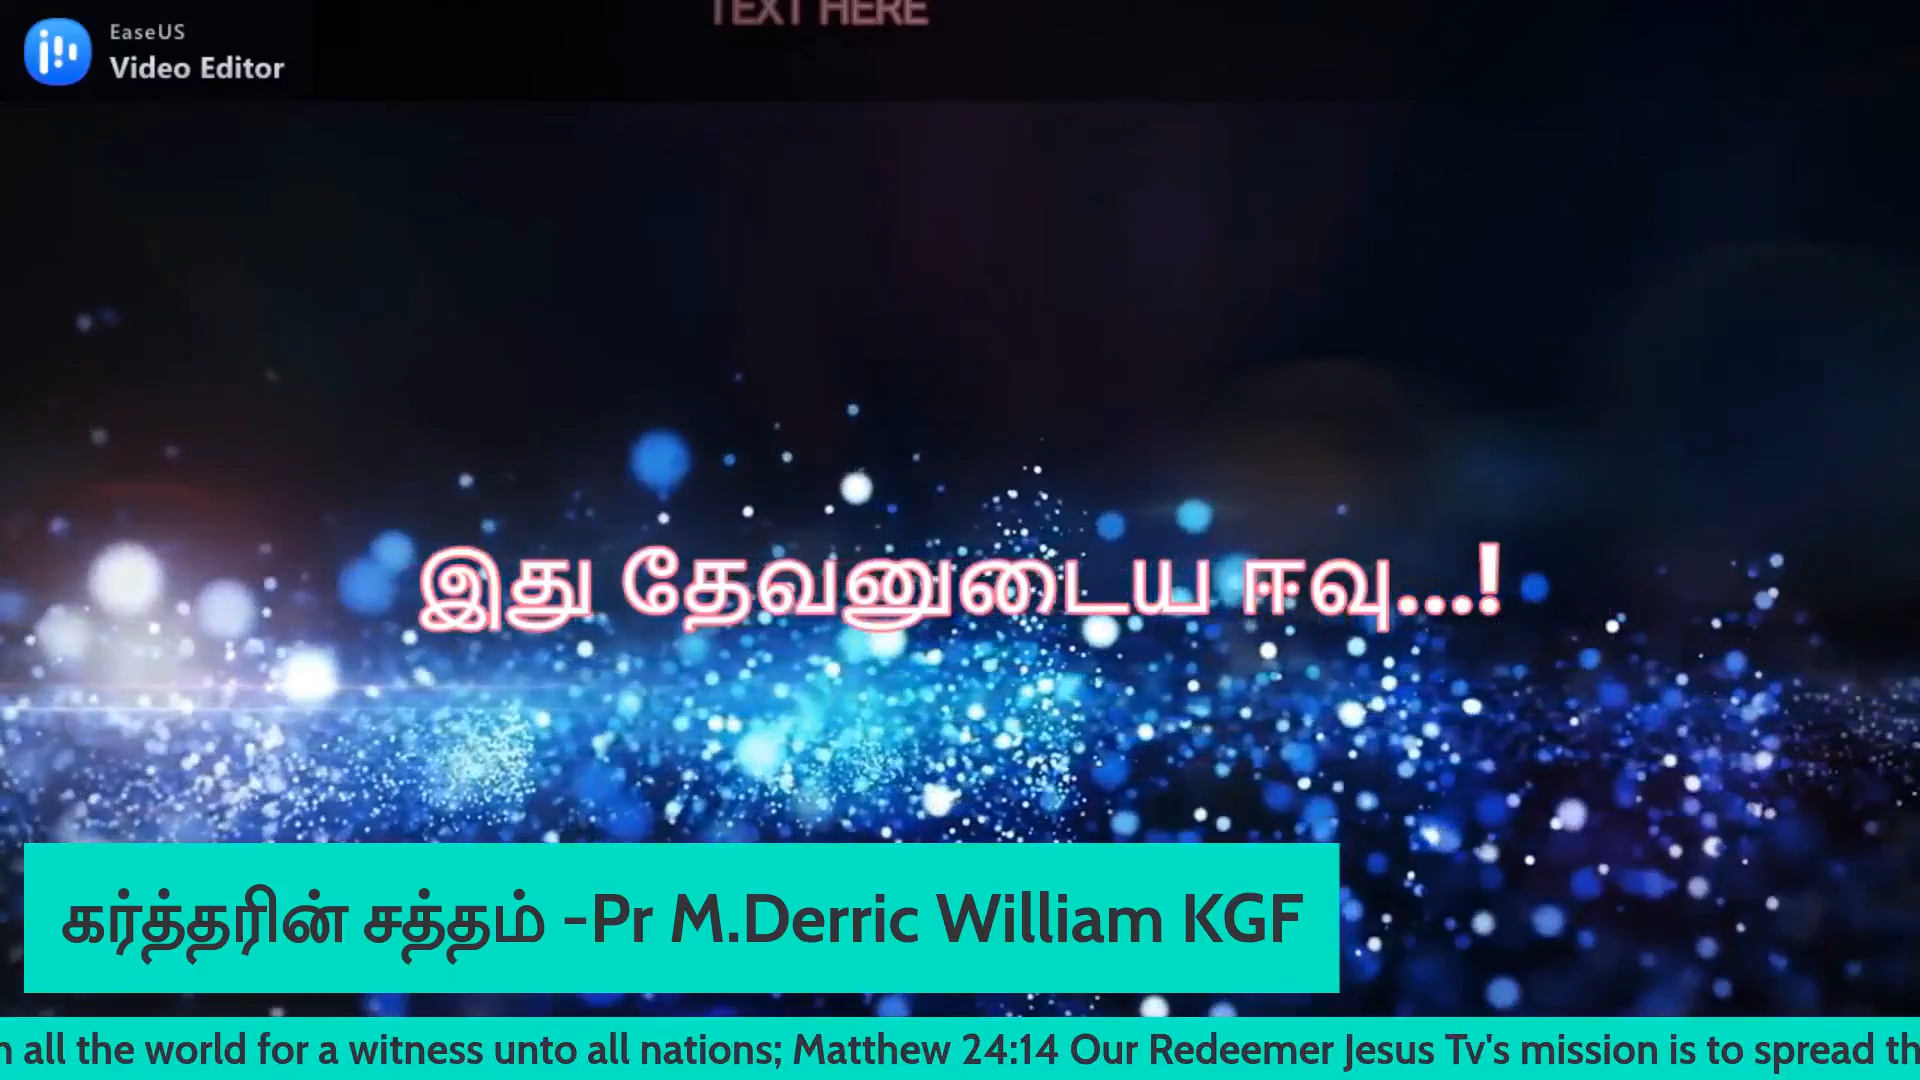 TEXT HERE
EaseUS
Video Editor
இது தேவனுடைய ஈவு...!
கர்த்தரின் சத்தம் -Pr M.Derric William KGF
all the world for a witness unto all nations; Matthew 24:14 Our Redeemer Jesus Tv's mission is to spread